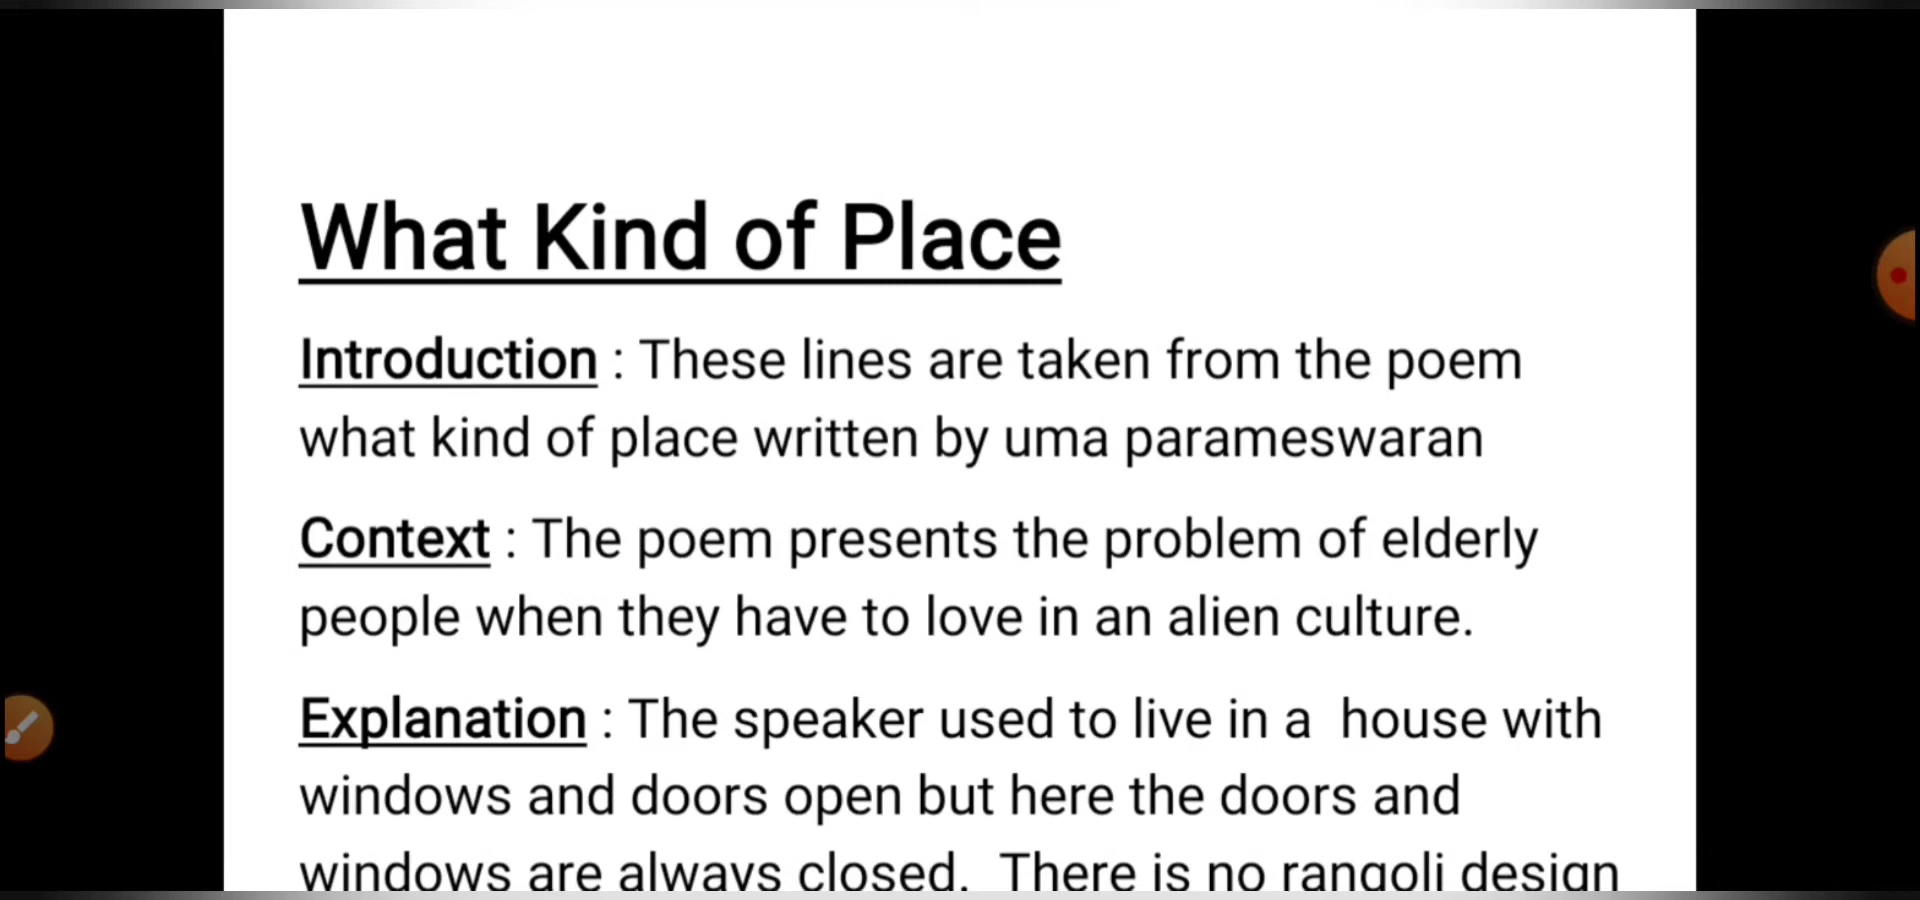 What Kind of Place
Introduction : These lines are taken from the poem
what kind of place written by uma parameswaran
Context : The poem presents the problem of elderly
people when they have to love in an alien culture.
Explanation : The speaker used to live in a  house with
windows and doors open but here the doors and
windows are always closed.  There is no rangoli design